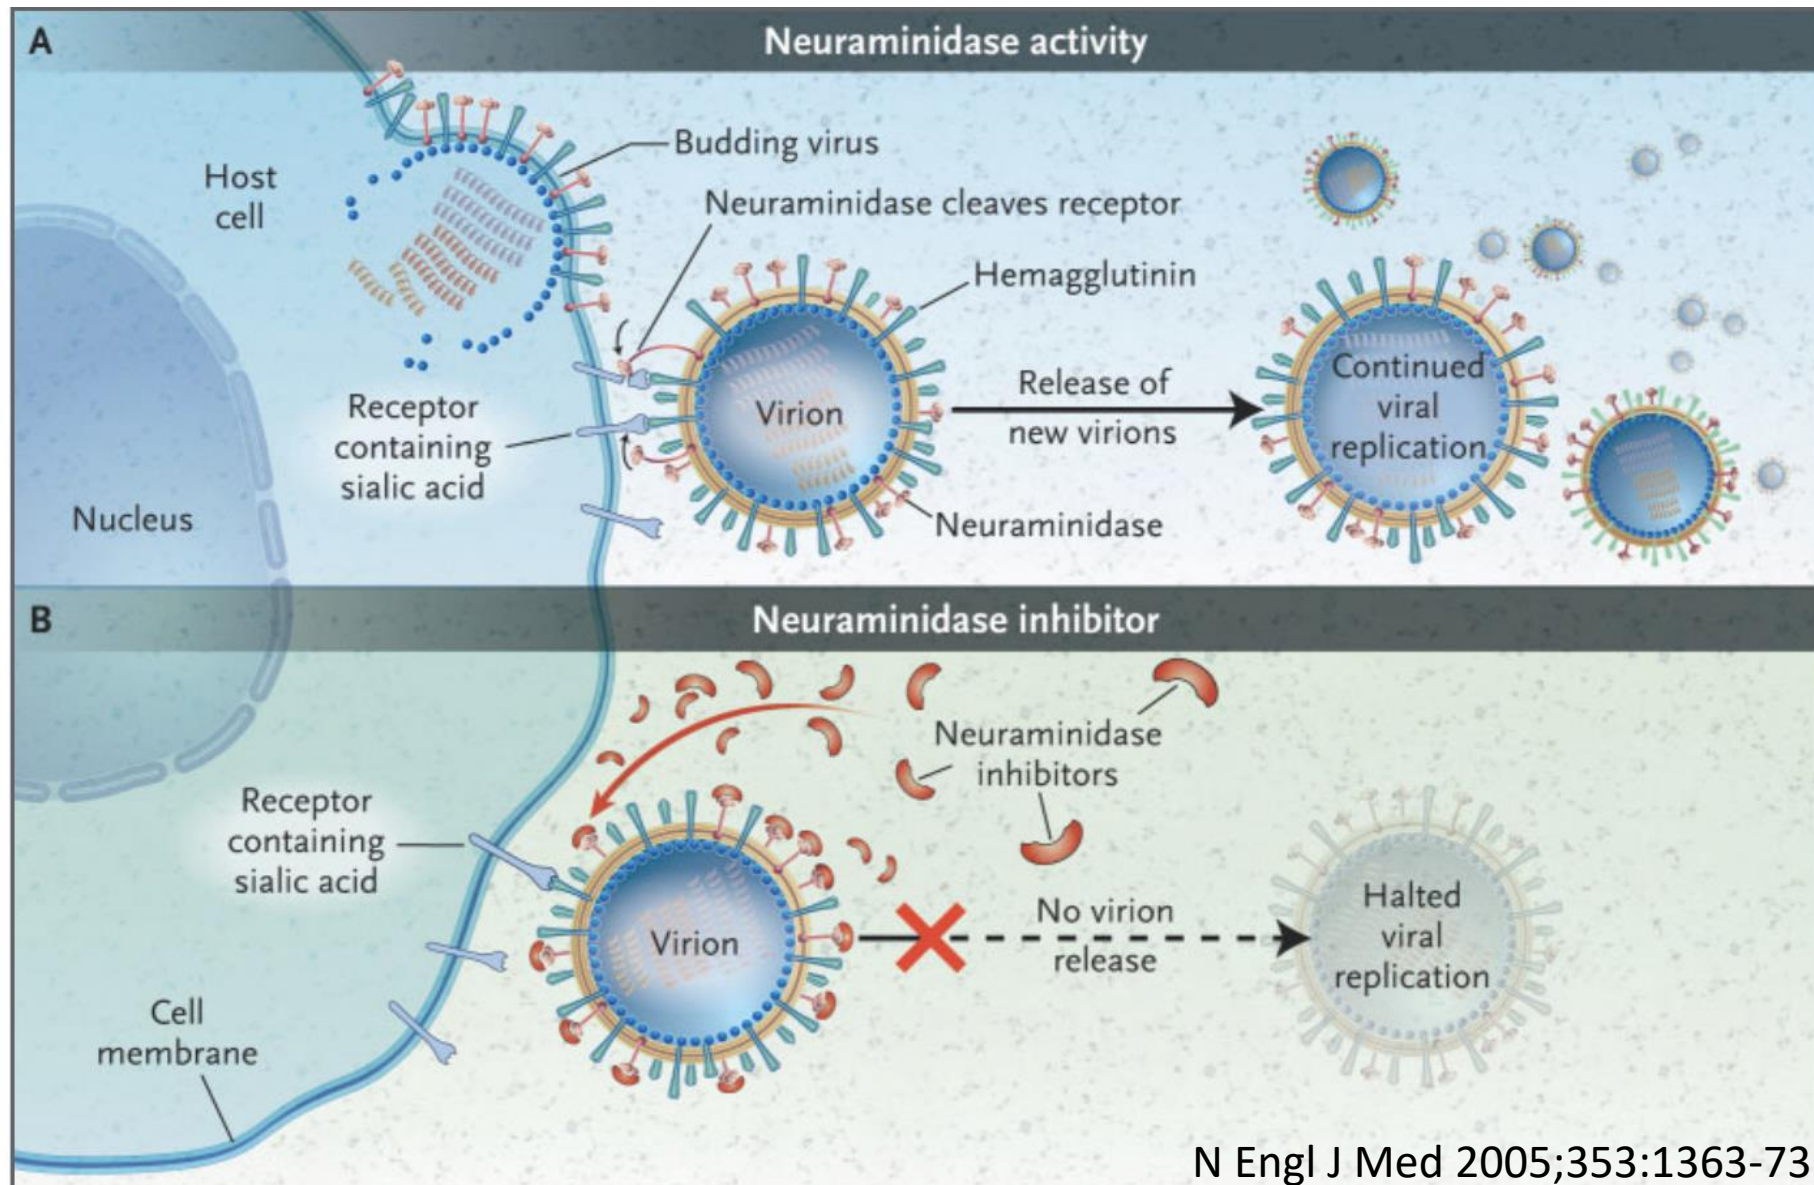 A
Neuraminidase activity
Budding virus
Host
cell
Neuraminidase cleaves receptor
Hemagglutinin
Receptor
containing
sialic acid
Virion
Release of
new virions
Continued
viral
replication
Nucleus
Neuraminidase
B
Neuraminidase inhibitor
Neuraminidase
inhibitors
Receptor
containing
sialic acid
Virion
No virion
release
Halted
viral
replication
Cell
membrane
N Engl J Med 2005;353:1363-73